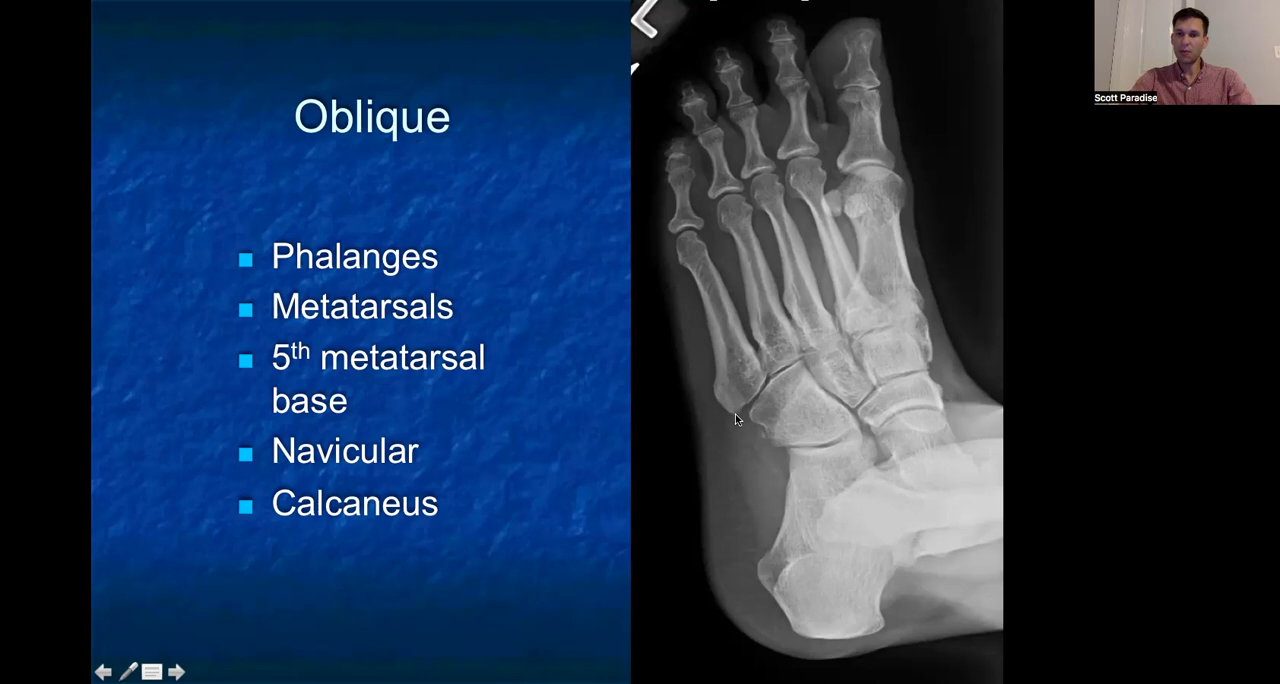 Oblique
Phalanges
Metatarsals
5th metatarsal
base
Navicular
Calcaneus
Scott Paradise